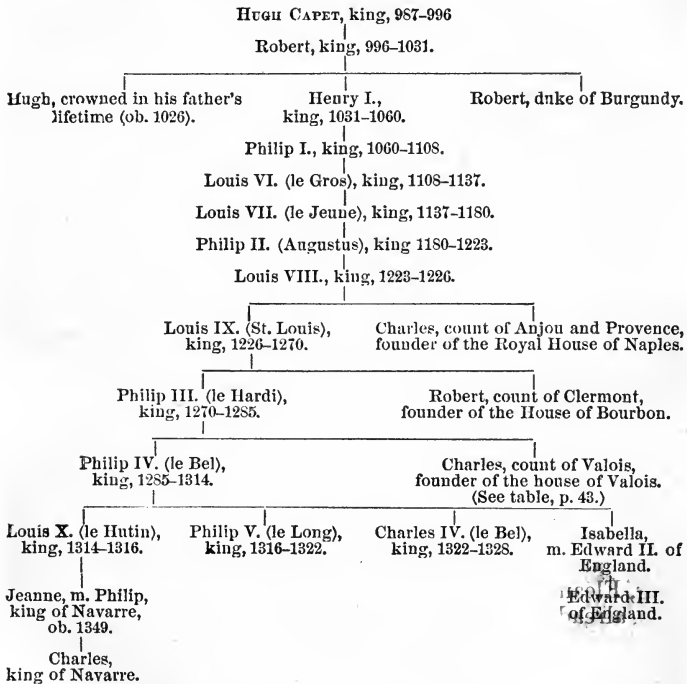 HUGH CAPET, king, 987–996
Robert, king, 996–1031.
Hugh, crowned in his father's
lifetime (ob. 1026).
Henry I.,
king, 1031–1060.
Robert, duke of Burgundy.
Philip I., king, 1060–1108.
Louis VI. (le Gros), king, 1108–1137.
Louis VII. (le Jeune), king, 1137–1180.
Philip II. (Augustus), king 1180–1223.
Louis VIII., king, 1223–1226.
Louis IX. (St. Louis),
king, 1226–1270.
Charles, count of Anjou and Provence,
founder of the Royal House of Naples.
Philip III. (le Hardi),
king, 1270–1285.
Robert, count of Clermont,
founder of the House of Bourbon.
Philip IV. (le Bel),
king, 1285–1314.
Charles, count of Valois,
founder of the house of Valois.
(See table, p. 43.)
Louis X. (le Hutin),
king, 1314–1316.
Philip V. (le Long),
king, 1316–1322.
Charles IV. (le Bel),
king, 1322–1328.
Isabella,
m. Edward II. of
England.
Jeanne, m. Philip,
king of Navarre,
ob. 1349.
Edward III.
of England.
Charles,
king of Navarre.